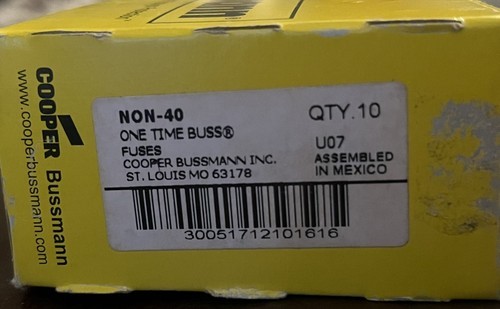 COOPER Bussmann
www.cooperbussmann.com
NON-40
QTY.10
ONE TIME BUSS®
FUSES
COOPER BUSSMANN INC.
ST. LOUIS MO 63178
U07
ASSEMBLED
IN MEXICO
30051712101616